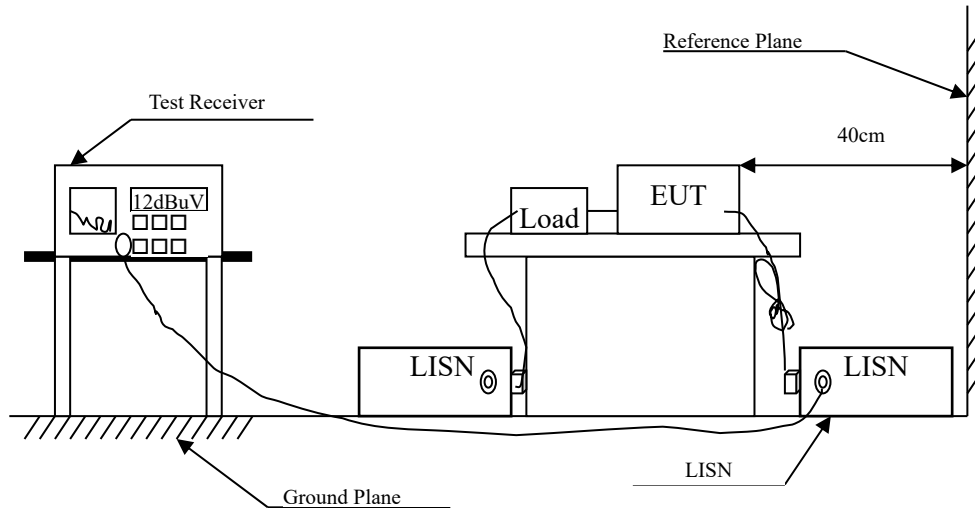 Reference Plane
Test Receiver
40cm
12dBuV
EUT
Load
LISN
LISN
LISN
Ground Plane